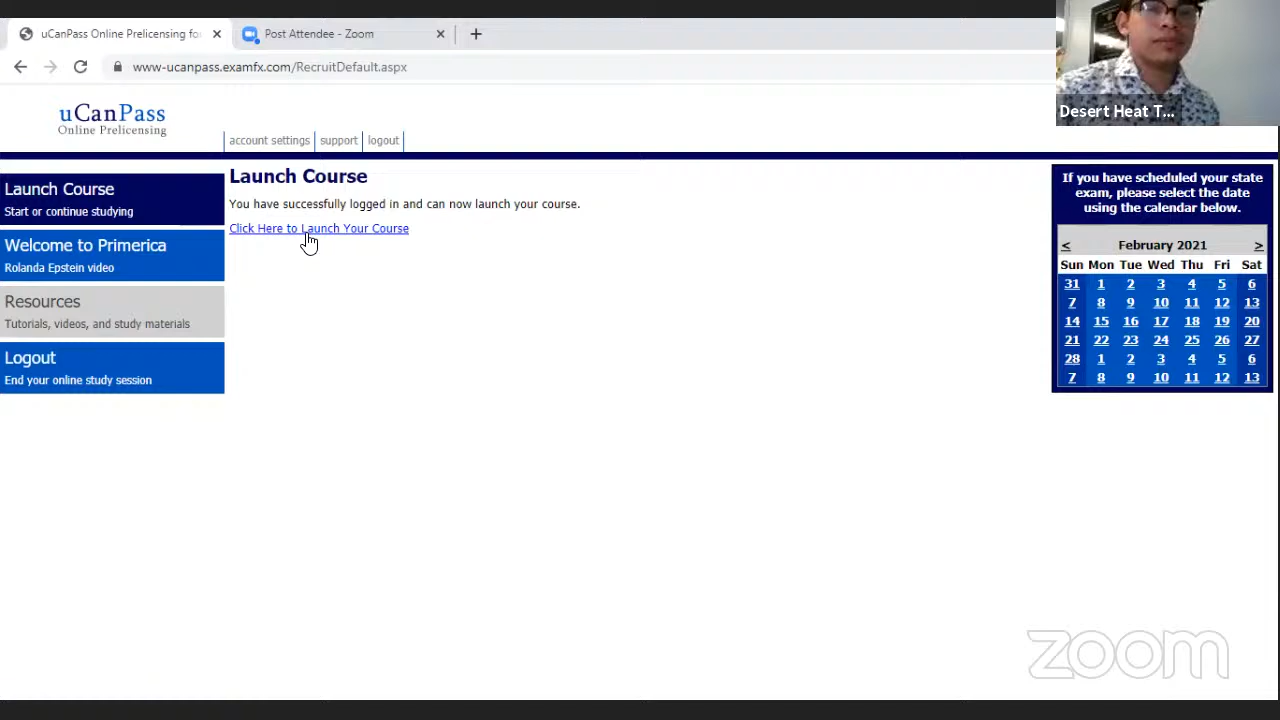 uCanPass Online Prelicensing fo
Post Attendee - Zoom
www-ucanpass.examfx.com/RecruitDefault.aspx
Desert Heat T...
uCanPass
Online Prelicensing
account settings
support
logout
Launch Course
Start or continue studying
Welcome to Primerica
Rolanda Epstein video
Resources
Tutorials, videos, and study materials
Logout
End your online study session
Launch Course
You have successfully logged in and can now launch your course.
Click Here to Launch Your Course
If you have scheduled your state
exam, please select the date
using the calendar below.
< February 2021 >
Sun Mon Tue Wed Thu Fri Sat
31 1 2 3 4 5 6
7 8 9 10 11 12 13
14 15 16 17 18 19 20
21 22 23 24 25 26 27
28 1 2 3 4 5 6
7 8 9 10 11 12 13
zoom